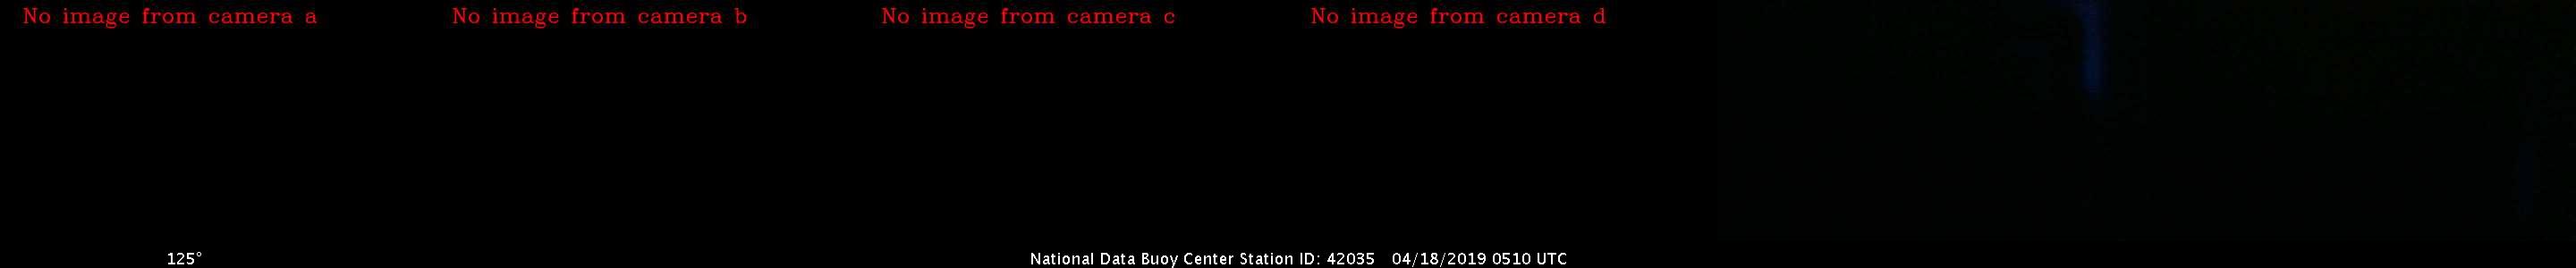 No image from camera a
No image from camera b
No image from camera c
No image from camera d
125°
National Data Buoy Center Station ID: 42035 04/18/2019 0510 UTC